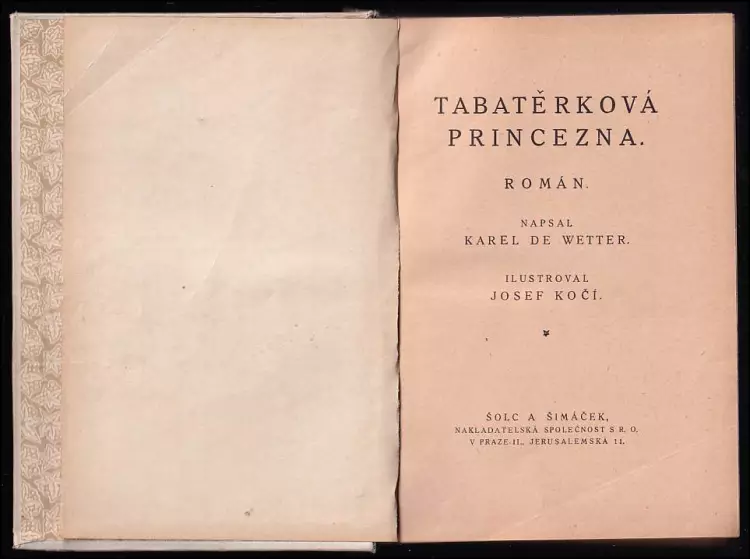 TABATĚRKOVÁ
PRINCEZNA.
ROMÁN.
NAPSAL
KAREL DE WETTER.
ILUSTROVAL
JOSEF KOČÍ.
ŠOLC A ŠIMÁČEK,
NAKLADATELSKÁ SPOLEČNOST S R. O.
V PRAZE-II., JERUSALEMSKÁ 11.